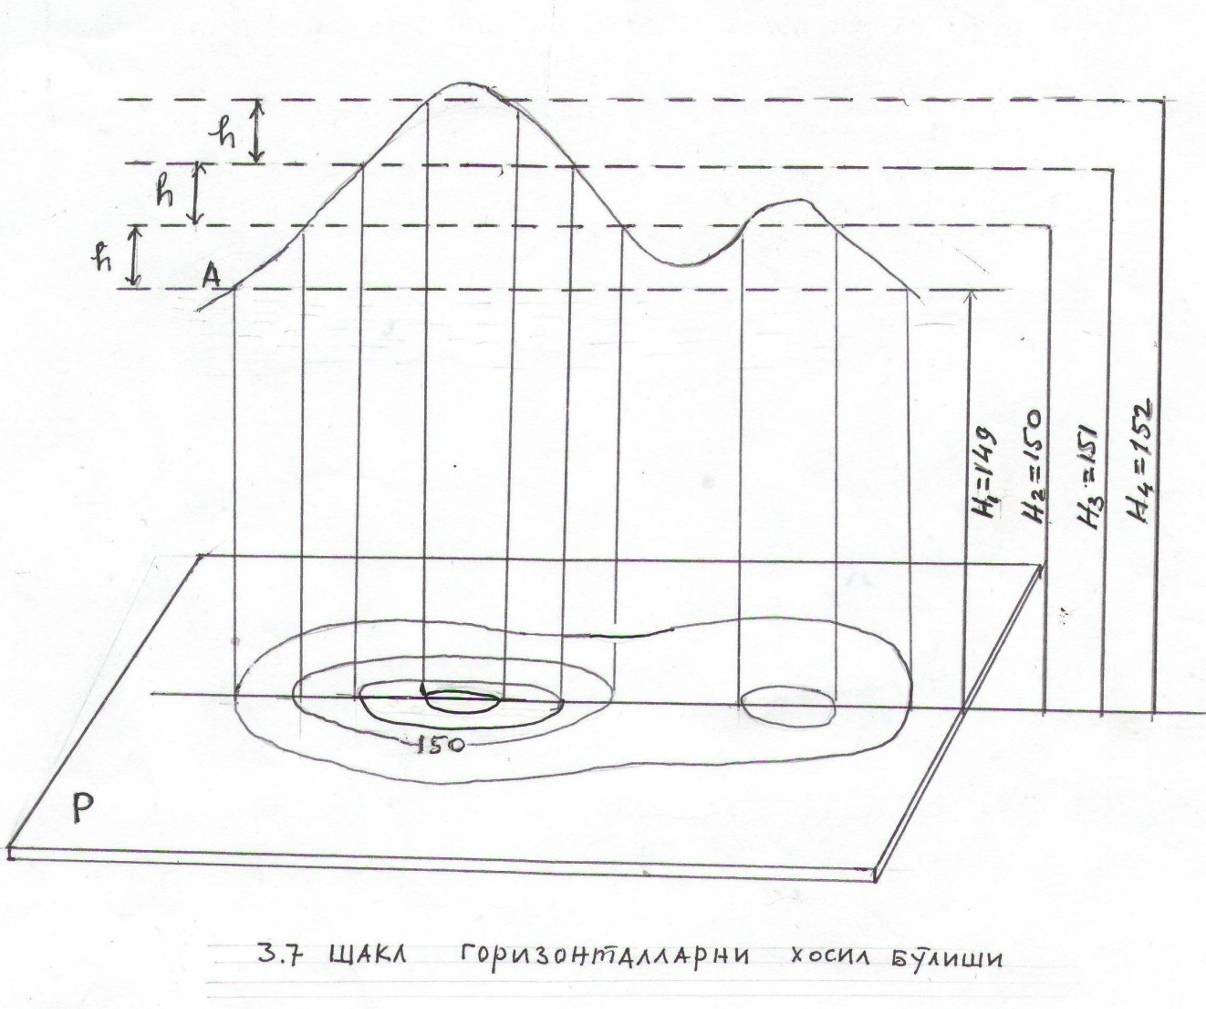 h
h
h
A
H₁=149
H₂=150
H₃=151
H₄=152
150
P
3.7 ШАКЛ ГОРИЗОНТАЛЛАРНИ ХОСИЛ БЎЛИШИ